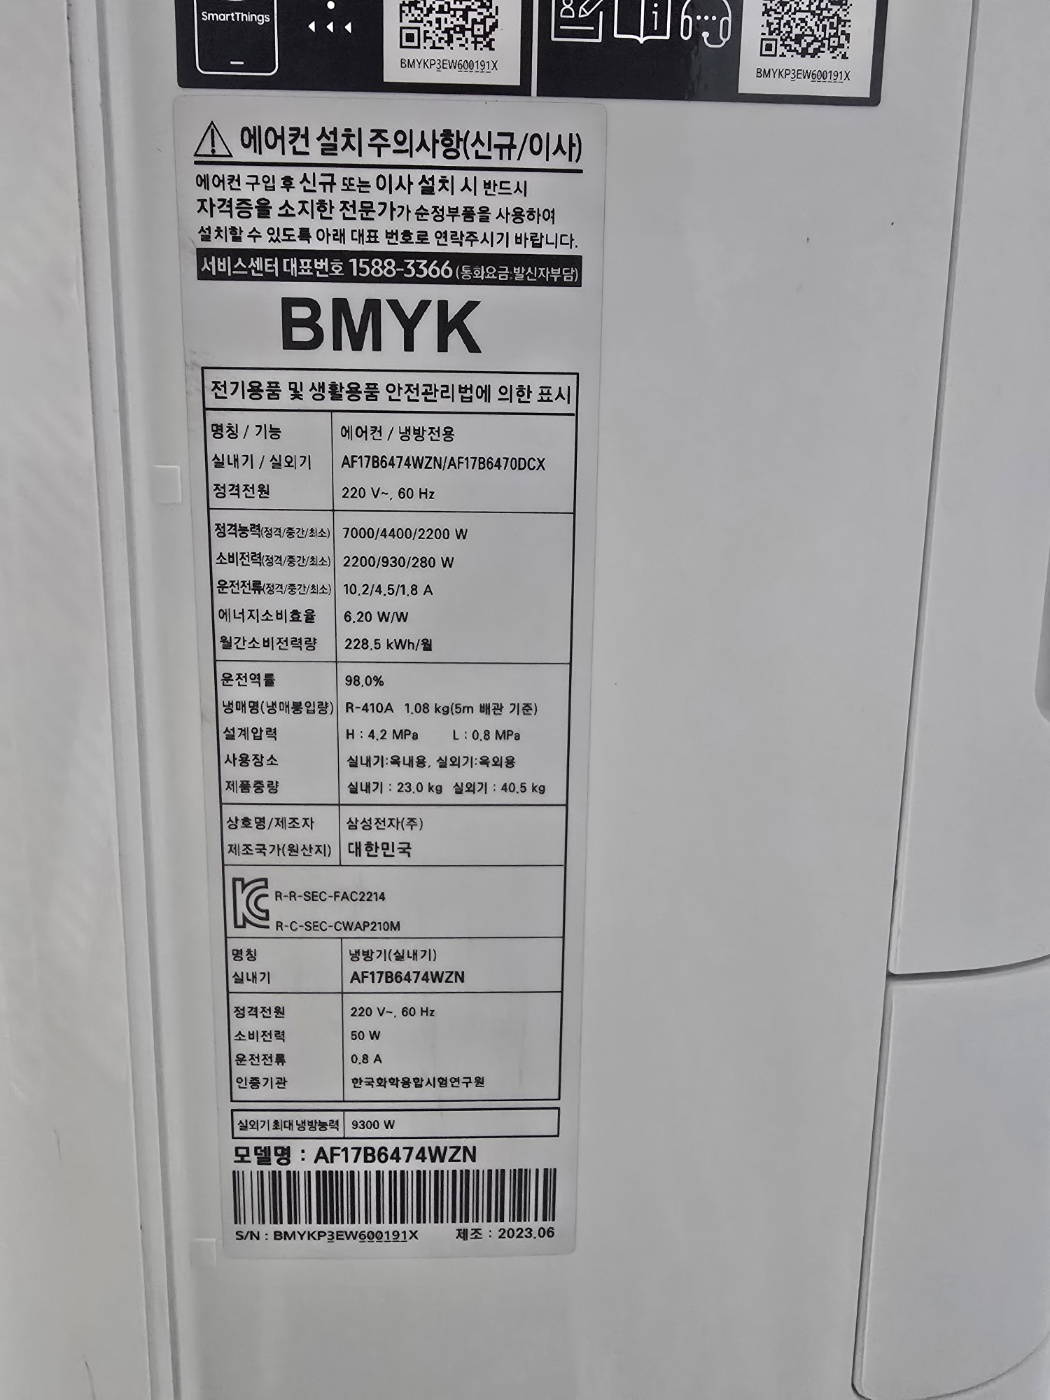 SmartThings
BMYKP3EW600191X
BMYKP3EW600191X
에어컨 설치 주의사항(신규/이사)
에어컨 구입 후 신규 또는 이사 설치 시 반드시
자격증을 소지한 전문가가 순정부품을 사용하여
설치할 수 있도록 아래 대표 번호로 연락주시기 바랍니다.
서비스센터 대표번호 1588-3366 (통화요금:발신자부담)
BMYK
전기용품 및 생활용품 안전관리법에 의한 표시
명칭 / 기능 에어컨 / 냉방전용
실내기 / 실외기 AF17B6474WZN/AF17B6470DCX
정격전원 220 V~, 60 Hz
정격능력(정격/중간/최소) 7000/4400/2200 W
소비전력(정격/중간/최소) 2200/930/280 W
운전전류(정격/중간/최소) 10.2/4.5/1.8 A
에너지소비효율 6.20 W/W
월간소비전력량 228.5 kWh/월
운전역률 98.0%
냉매명(냉매봉입량) R-410A 1.08 kg(5m 배관 기준)
설계압력 H : 4.2 MPa L : 0.8 MPa
사용장소 실내기:옥내용, 실외기:옥외용
제품중량 실내기 : 23.0 kg 실외기 : 40.5 kg
상호명/제조자 삼성전자(주)
제조국가(원산지) 대한민국
R-R-SEC-FAC2214
R-C-SEC-CWAP210M
명칭 냉방기(실내기)
실내기 AF17B6474WZN
정격전원 220 V~, 60 Hz
소비전력 50 W
운전전류 0.8 A
인증기관 한국화학융합시험연구원
실외기 최대 냉방능력 9300 W
모델명 : AF17B6474WZN
S/N : BMYKP3EW600191X 제조 : 2023.06